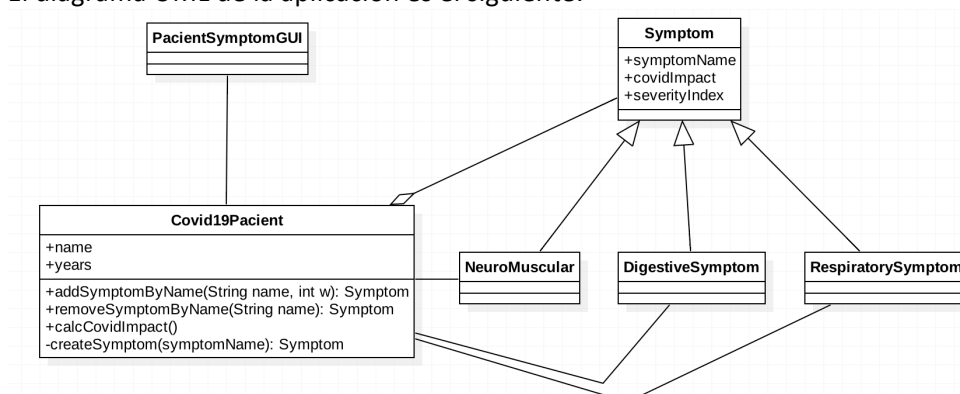 El diagrama UML de la aplicación es el siguiente:
PacientSymptomGUI
Symptom
+symptomName
+covidImpact
+severityIndex
Covid19Pacient
+name
+years
+addSymptomByName(String name, int w): Symptom
+removeSymptomByName(String name): Symptom
+calcCovidImpact()
-createSymptom(symptomName): Symptom
NeuroMuscular
DigestiveSymptom
RespiratorySymptom